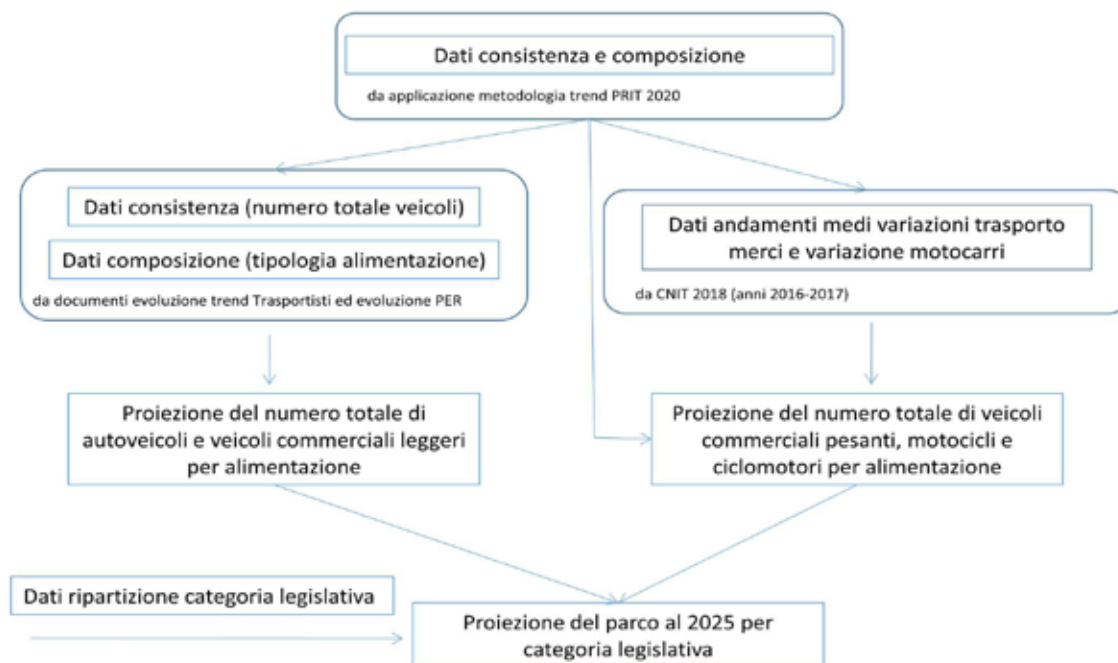 Dati consistenza e composizione
da applicazione metodologia trend PRIT 2020
Dati consistenza (numero totale veicoli)
Dati composizione (tipologia alimentazione)
da documenti evoluzione trend Trasportisti ed evoluzione PER
Dati andamenti medi variazioni trasporto
merci e variazione motocarri
da CNIT 2018 (anni 2016-2017)
Proiezione del numero totale di
autoveicoli e veicoli commerciali leggeri
per alimentazione
Proiezione del numero totale di veicoli
commerciali pesanti, motocicli e
ciclomotori per alimentazione
Dati ripartizione categoria legislativa
Proiezione del parco al 2025 per
categoria legislativa